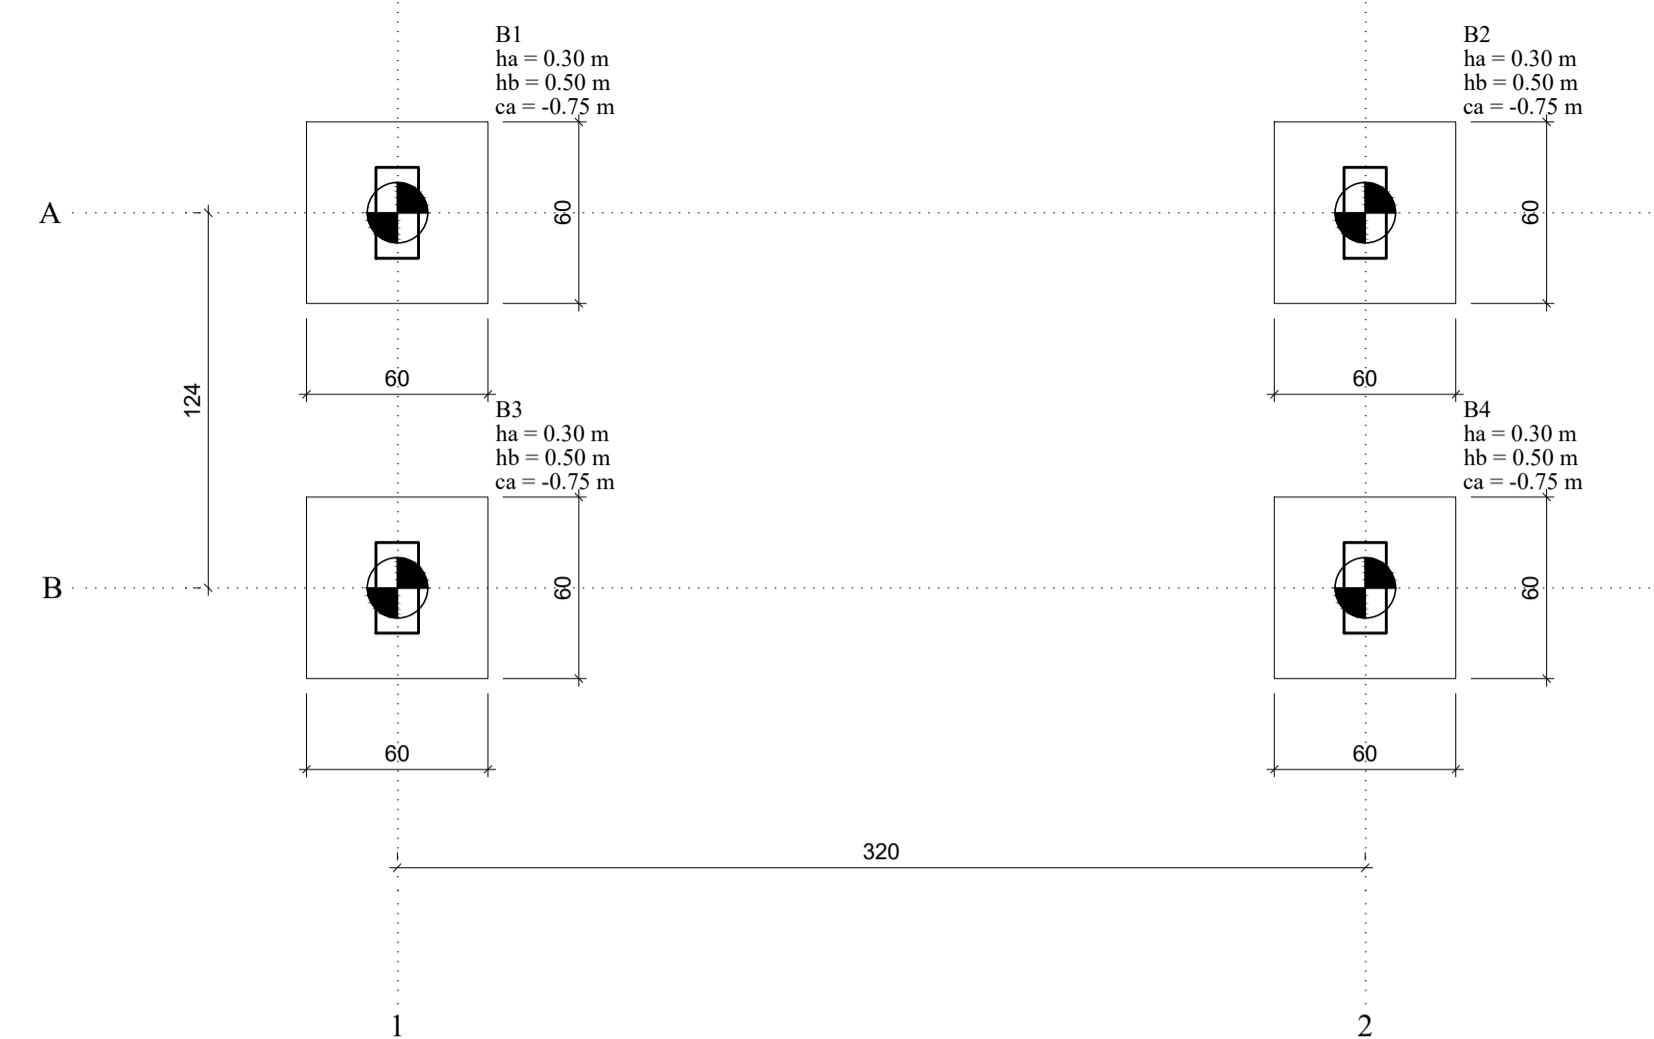 B1
ha = 0.30 m
hb = 0.50 m
ca = -0.75 m
B2
ha = 0.30 m
hb = 0.50 m
ca = -0.75 m
A
60
60
124
60
60
B3
ha = 0.30 m
hb = 0.50 m
ca = -0.75 m
B4
ha = 0.30 m
hb = 0.50 m
ca = -0.75 m
B
60
60
60
60
320
1
2